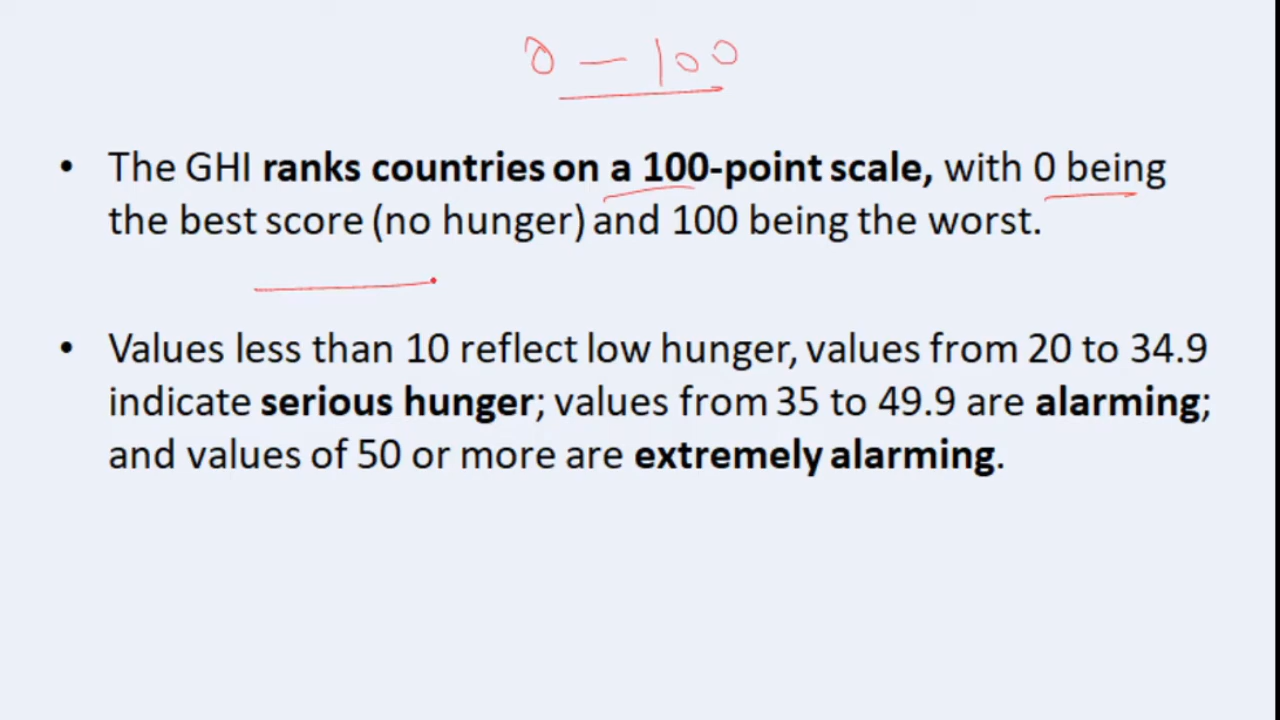 0 – 100
• The GHI ranks countries on a 100-point scale, with 0 being
the best score (no hunger) and 100 being the worst.
• Values less than 10 reflect low hunger, values from 20 to 34.9
indicate serious hunger; values from 35 to 49.9 are alarming;
and values of 50 or more are extremely alarming.